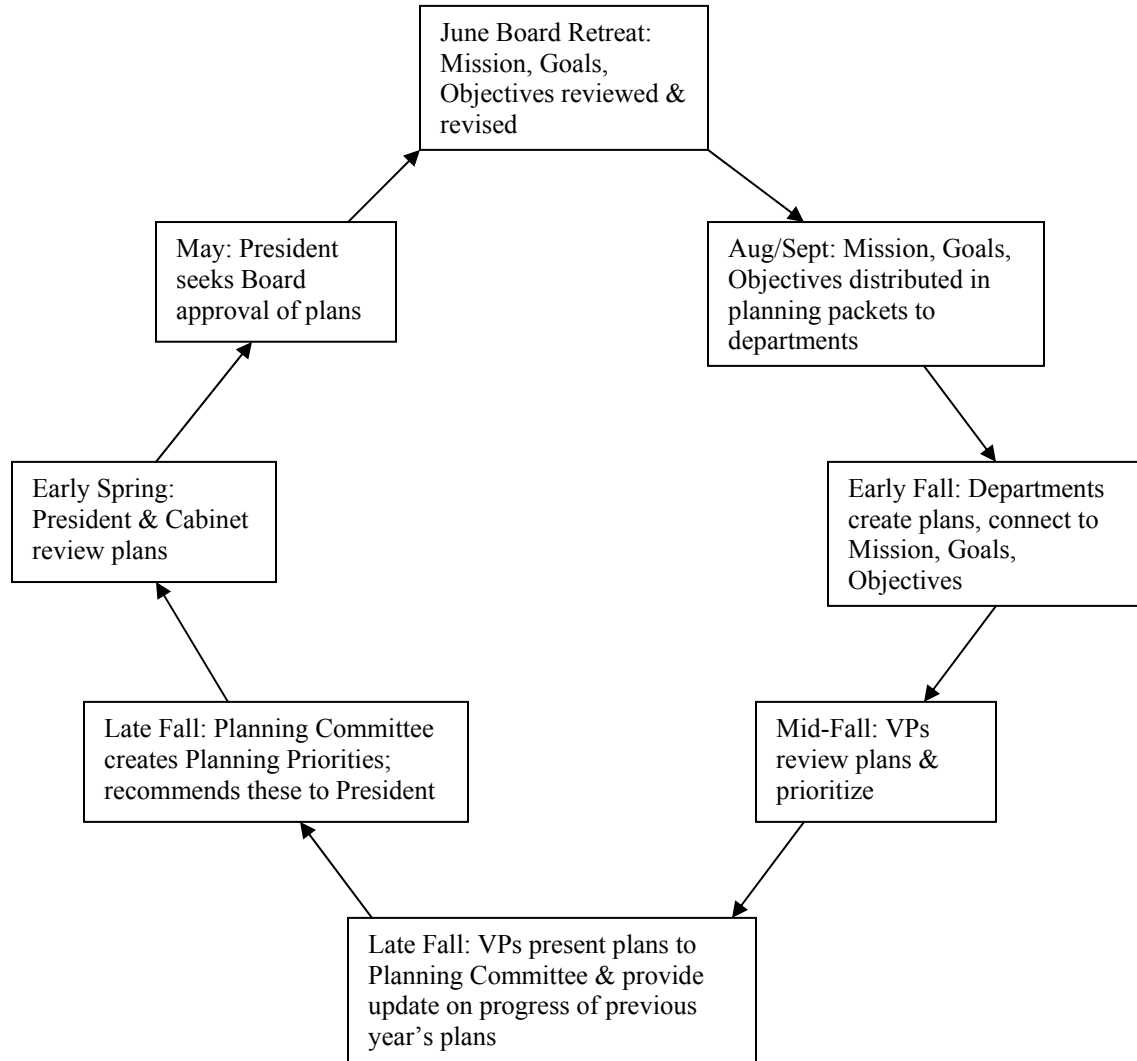 June Board Retreat:
Mission, Goals,
Objectives reviewed &
revised
Aug/Sept: Mission, Goals,
Objectives distributed in
planning packets to
departments
Early Fall: Departments
create plans, connect to
Mission, Goals,
Objectives
Mid-Fall: VPs
review plans &
prioritize
Late Fall: VPs present plans to
Planning Committee & provide
update on progress of previous
year’s plans
Late Fall: Planning Committee
creates Planning Priorities;
recommends these to President
Early Spring:
President & Cabinet
review plans
May: President
seeks Board
approval of plans